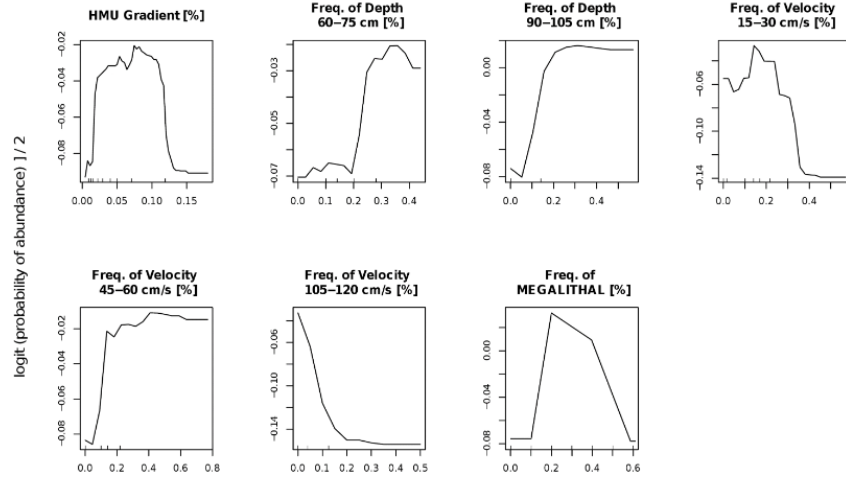 logit (probability of abundance) ] / 2
HMU Gradient [%]
-0.02
-0.04
-0.06
-0.08
0.00 0.05 0.10 0.15
Freq. of Depth
60–75 cm [%]
-0.03
-0.05
-0.07
0.0 0.1 0.2 0.3 0.4
Freq. of Depth
90–105 cm [%]
0.00
-0.04
-0.08
0.0 0.2 0.4
Freq. of Velocity
15–30 cm/s [%]
-0.06
-0.10
-0.14
0.0 0.2 0.4
Freq. of Velocity
45–60 cm/s [%]
-0.02
-0.04
-0.06
-0.08
0.0 0.2 0.4 0.6 0.8
Freq. of Velocity
105–120 cm/s [%]
-0.06
-0.10
-0.14
0.0 0.1 0.2 0.3 0.4 0.5
Freq. of
MEGALITHAL [%]
0.00
-0.04
-0.08
0.0 0.2 0.4 0.6